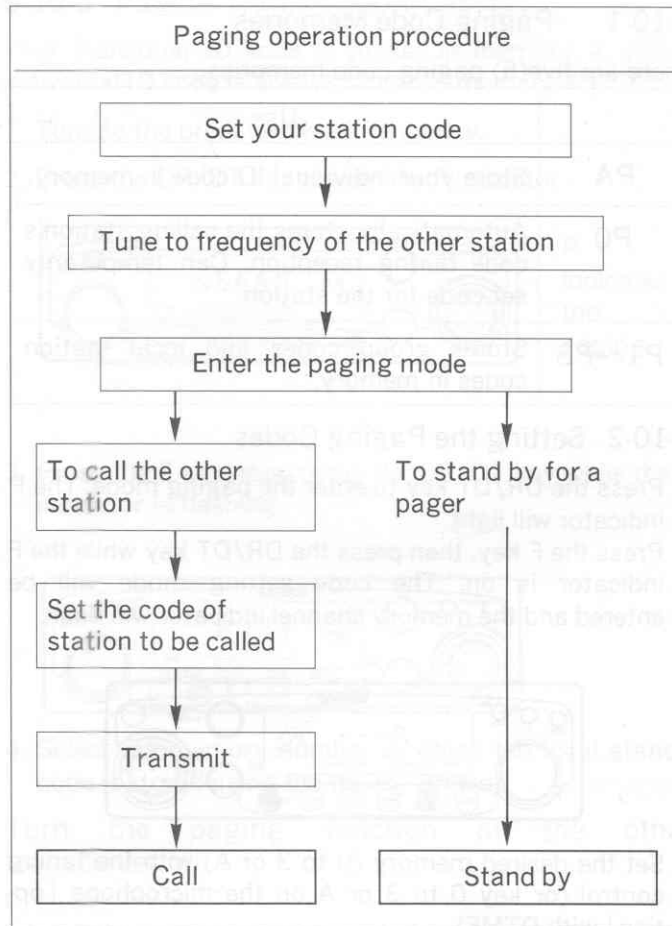 Paging operation procedure
Set your station code
Tune to frequency of the other station
Enter the paging mode
To call the other
station
To stand by for a
pager
Set the code of
station to be called
Transmit
Call
Stand by